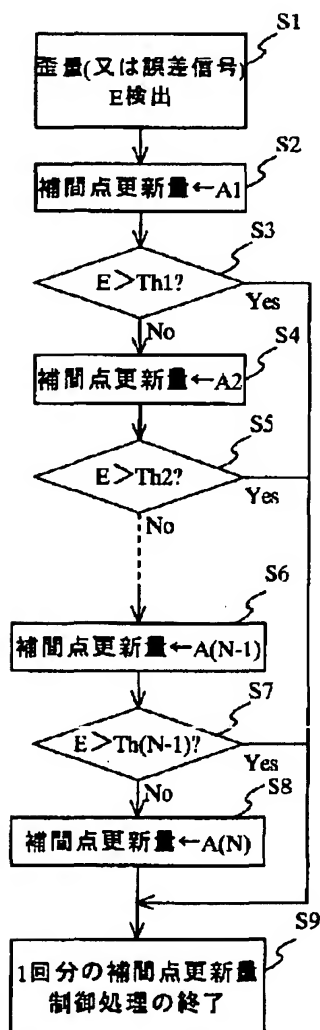 S1
歪量(又は誤差信号)
E検出
S2
補間点更新量←A1
S3
E>Th1?
Yes
No
S4
補間点更新量←A2
S5
E>Th2?
Yes
No
S6
補間点更新量←A(N-1)
S7
E>Th(N-1)?
Yes
No
S8
補間点更新量←A(N)
S9
1回分の補間点更新量
制御処理の終了